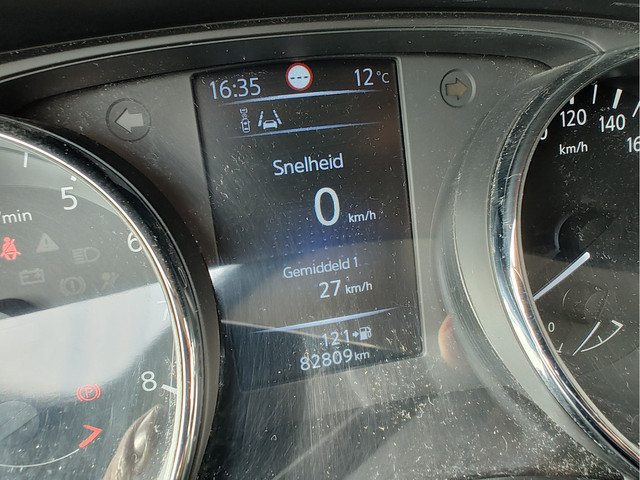 16:35
12°C
Snelheid
0 km/h
Gemiddeld 1
27 km/h
121
82809 km
/min
5
6
8
120
140
km/h
0